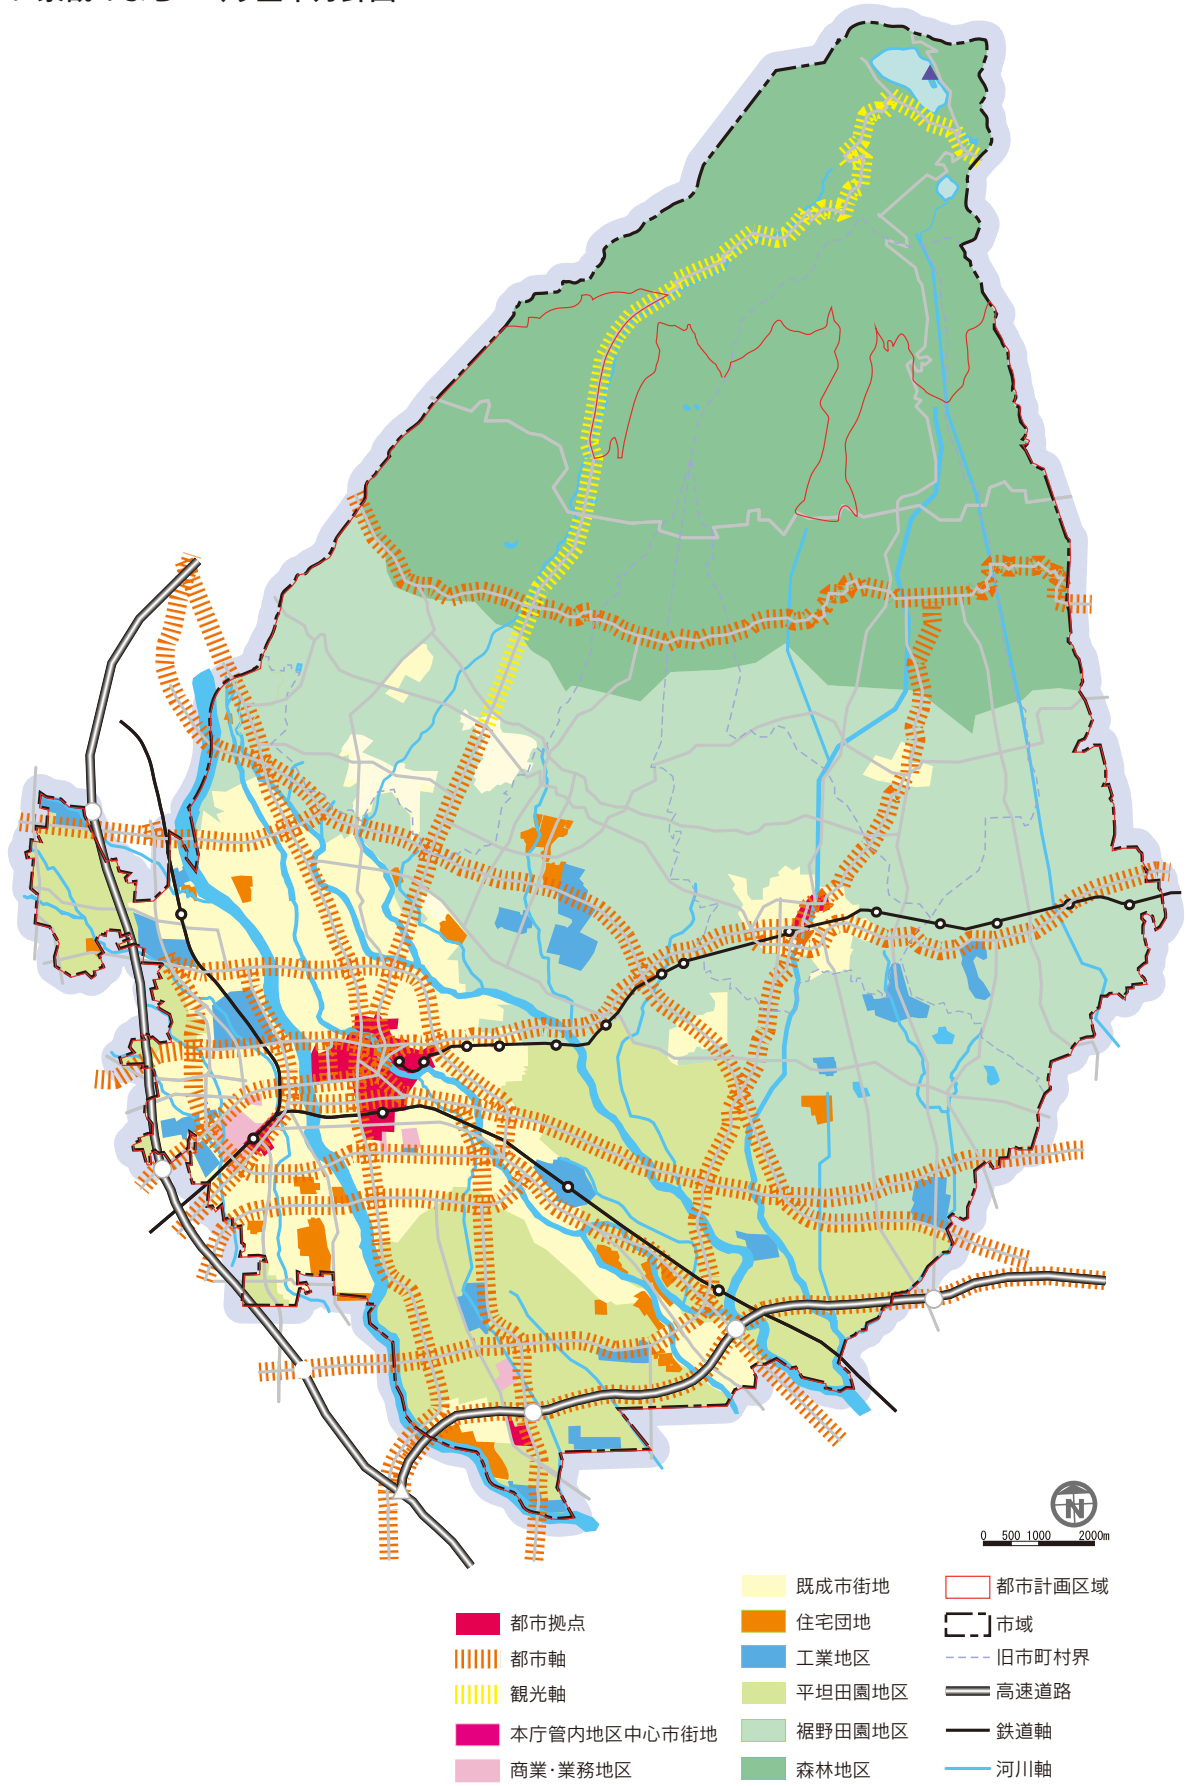 N
0 500 1000 2000m
都市拠点
都市軸
観光軸
本庁管内地区中心市街地
商業・業務地区
既成市街地
住宅団地
工業地区
平坦田園地区
裾野田園地区
森林地区
都市計画区域
市域
旧市町村界
高速道路
鉄道軸
河川軸